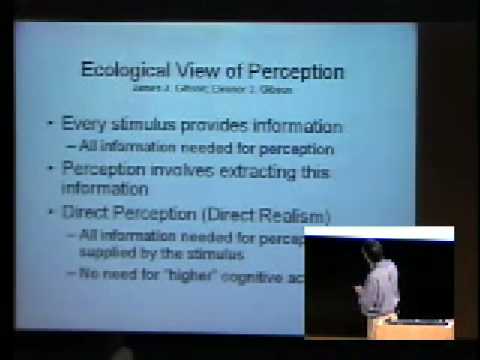 Ecological View of Perception
James J. Gibson; Eleanor J. Gibson
• Every stimulus provides information
– All information needed for perception
• Perception involves extracting this
information
• Direct Perception (Direct Realism)
– All information needed for percep
supplied by the stimulus
– No need for "higher" cognitive ac